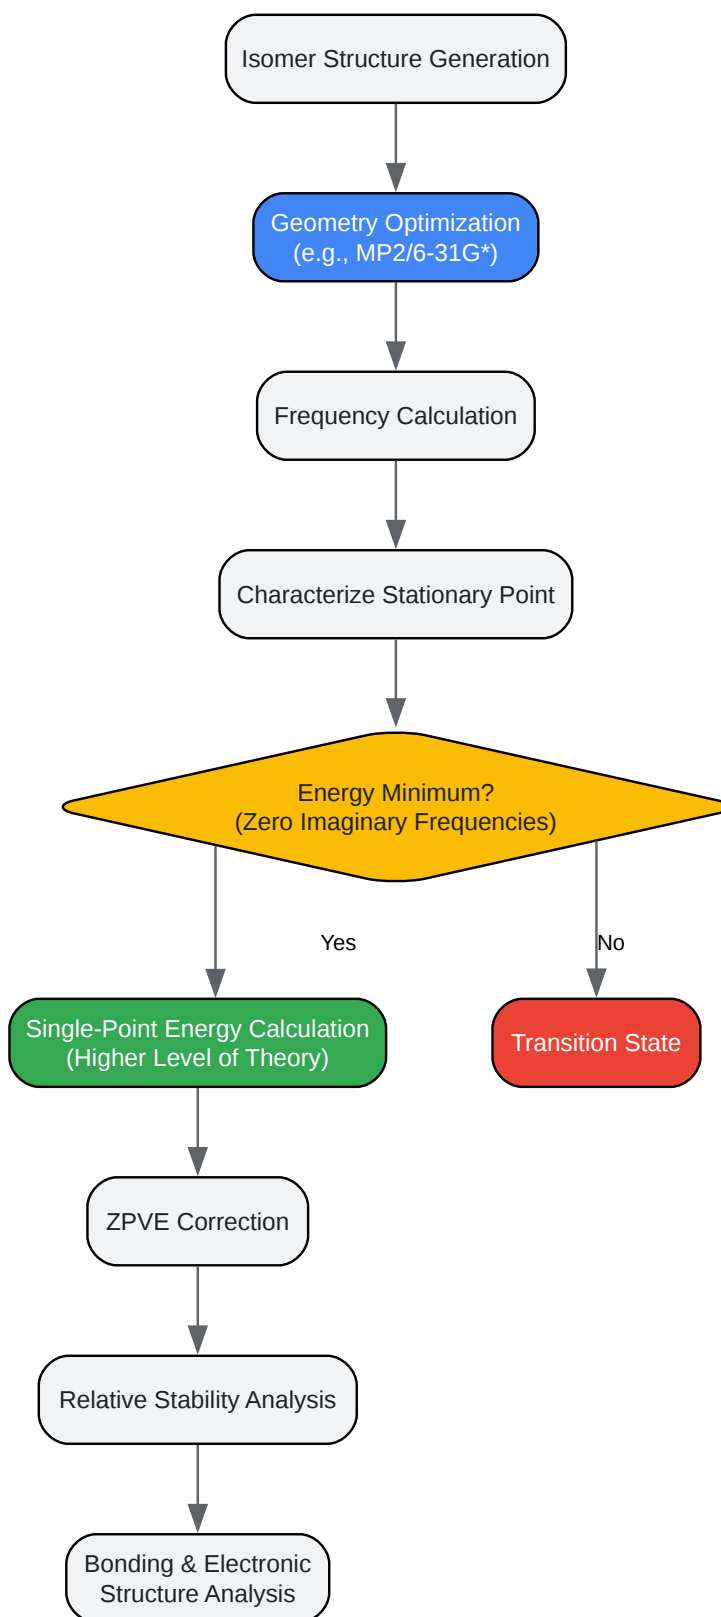 Isomer Structure Generation
Geometry Optimization
(e.g., MP2/6-31G*)
Frequency Calculation
Characterize Stationary Point
Energy Minimum?
(Zero Imaginary Frequencies)
Yes
No
Single-Point Energy Calculation
(Higher Level of Theory)
Transition State
ZPVE Correction
Relative Stability Analysis
Bonding & Electronic
Structure Analysis